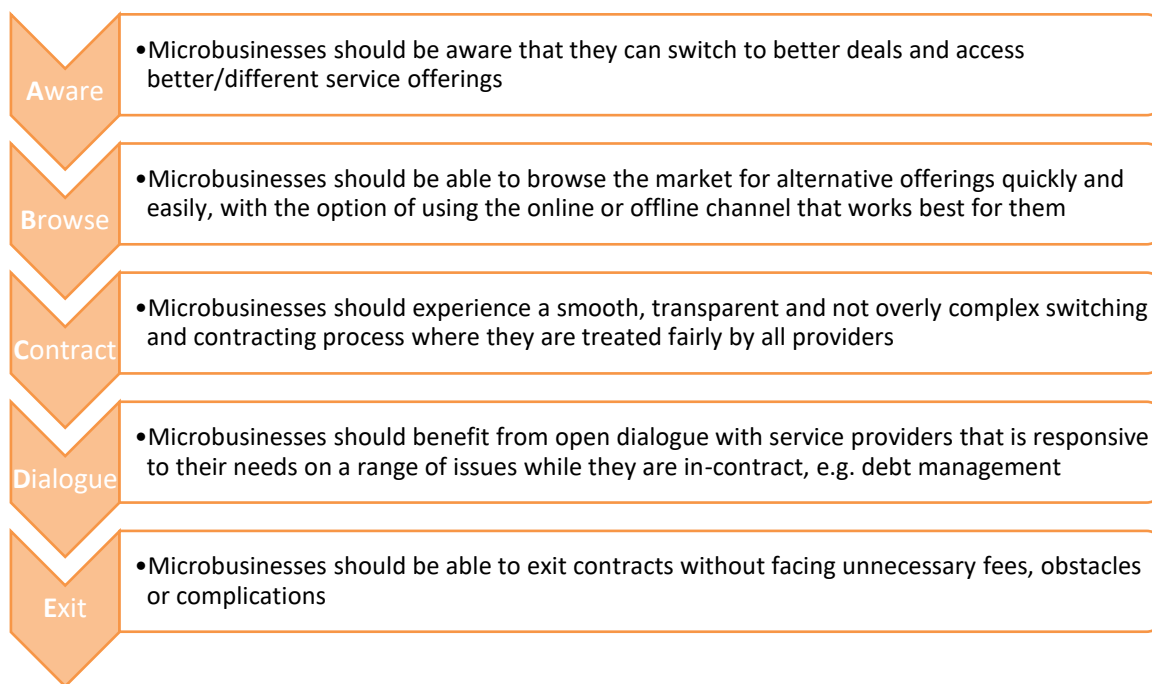 Aware
•Microbusinesses should be aware that they can switch to better deals and access
better/different service offerings
Browse
•Microbusinesses should be able to browse the market for alternative offerings quickly and
easily, with the option of using the online or offline channel that works best for them
Contract
•Microbusinesses should experience a smooth, transparent and not overly complex switching
and contracting process where they are treated fairly by all providers
Dialogue
•Microbusinesses should benefit from open dialogue with service providers that is responsive
to their needs on a range of issues while they are in-contract, e.g. debt management
Exit
•Microbusinesses should be able to exit contracts without facing unnecessary fees, obstacles
or complications